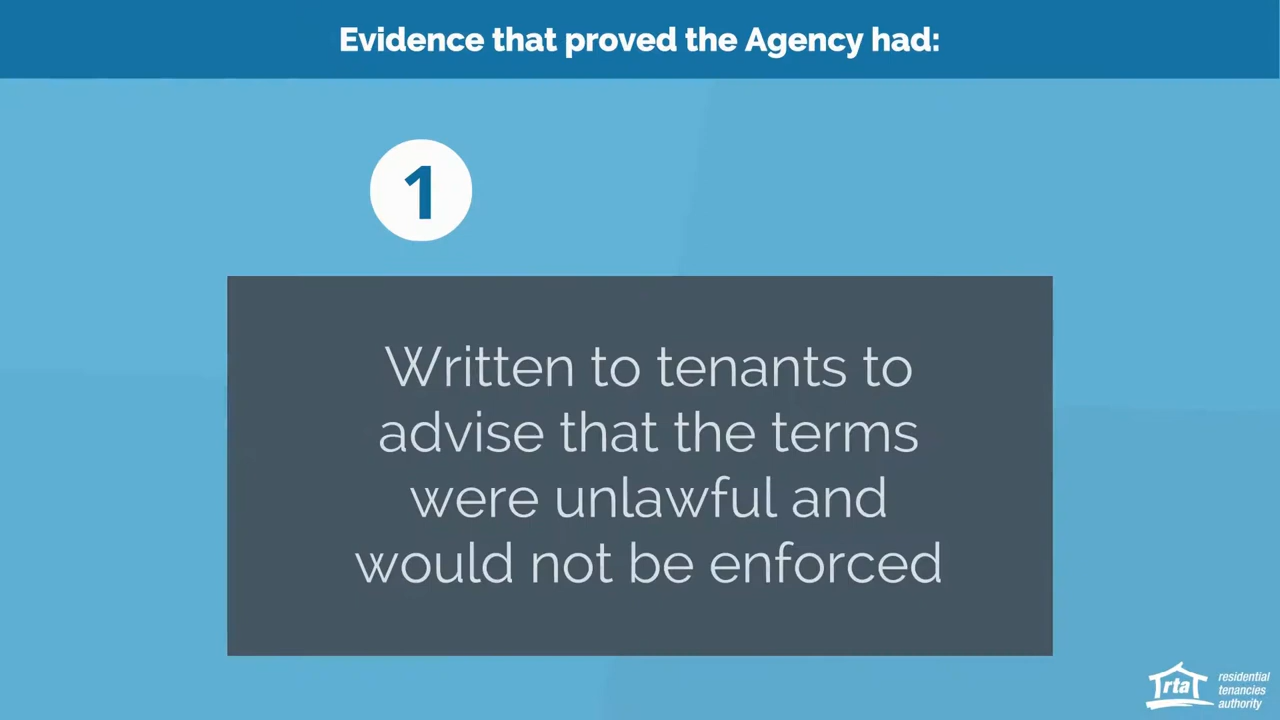 Evidence that proved the Agency had:
1
Written to tenants to
advise that the terms
were unlawful and
would not be enforced
rta
residential
tenancies
authority